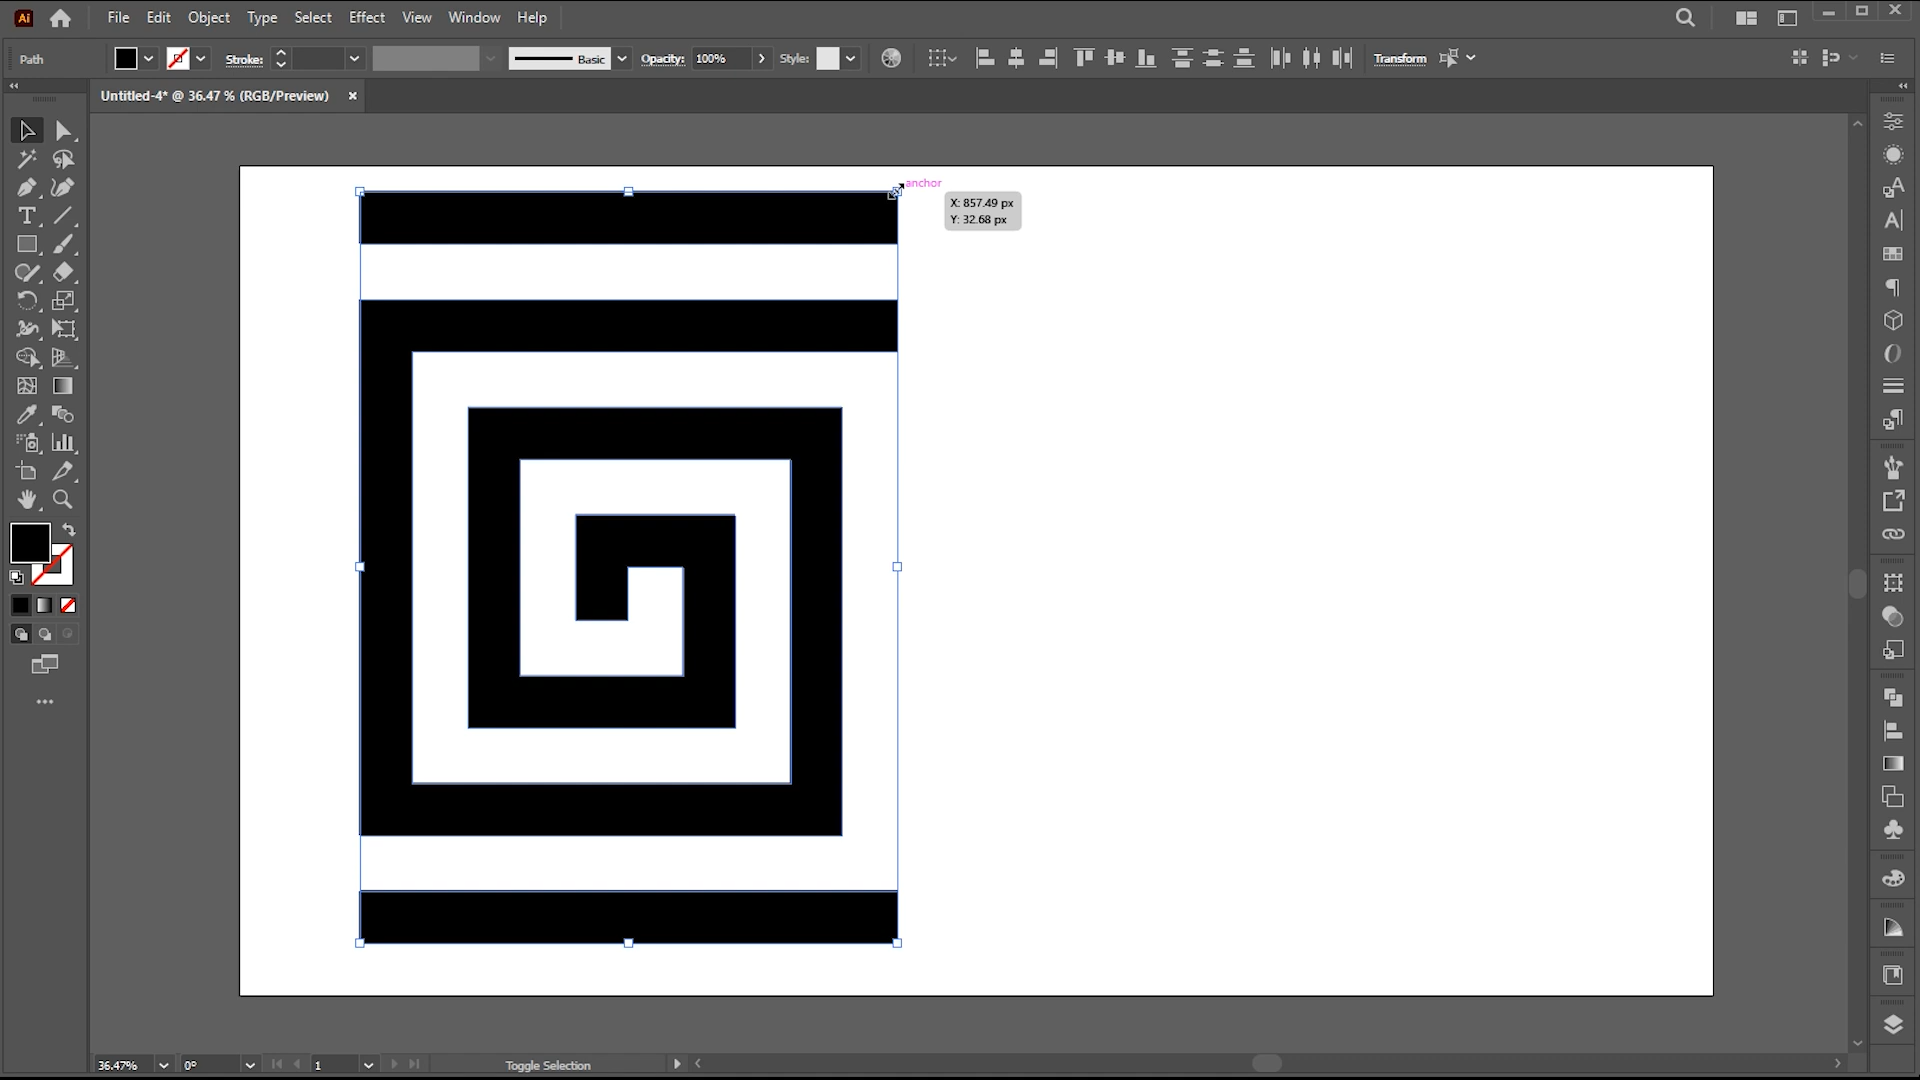 Ai File Edit Object Type Select Effect View Window Help
Path Stroke: Basic Opacity: 100% Style: Transform
Untitled-4* @ 36.47 % (RGB/Preview) ×
anchor
X: 857.49 px
Y: 32.68 px
36.47% 0° 1 Toggle Selection